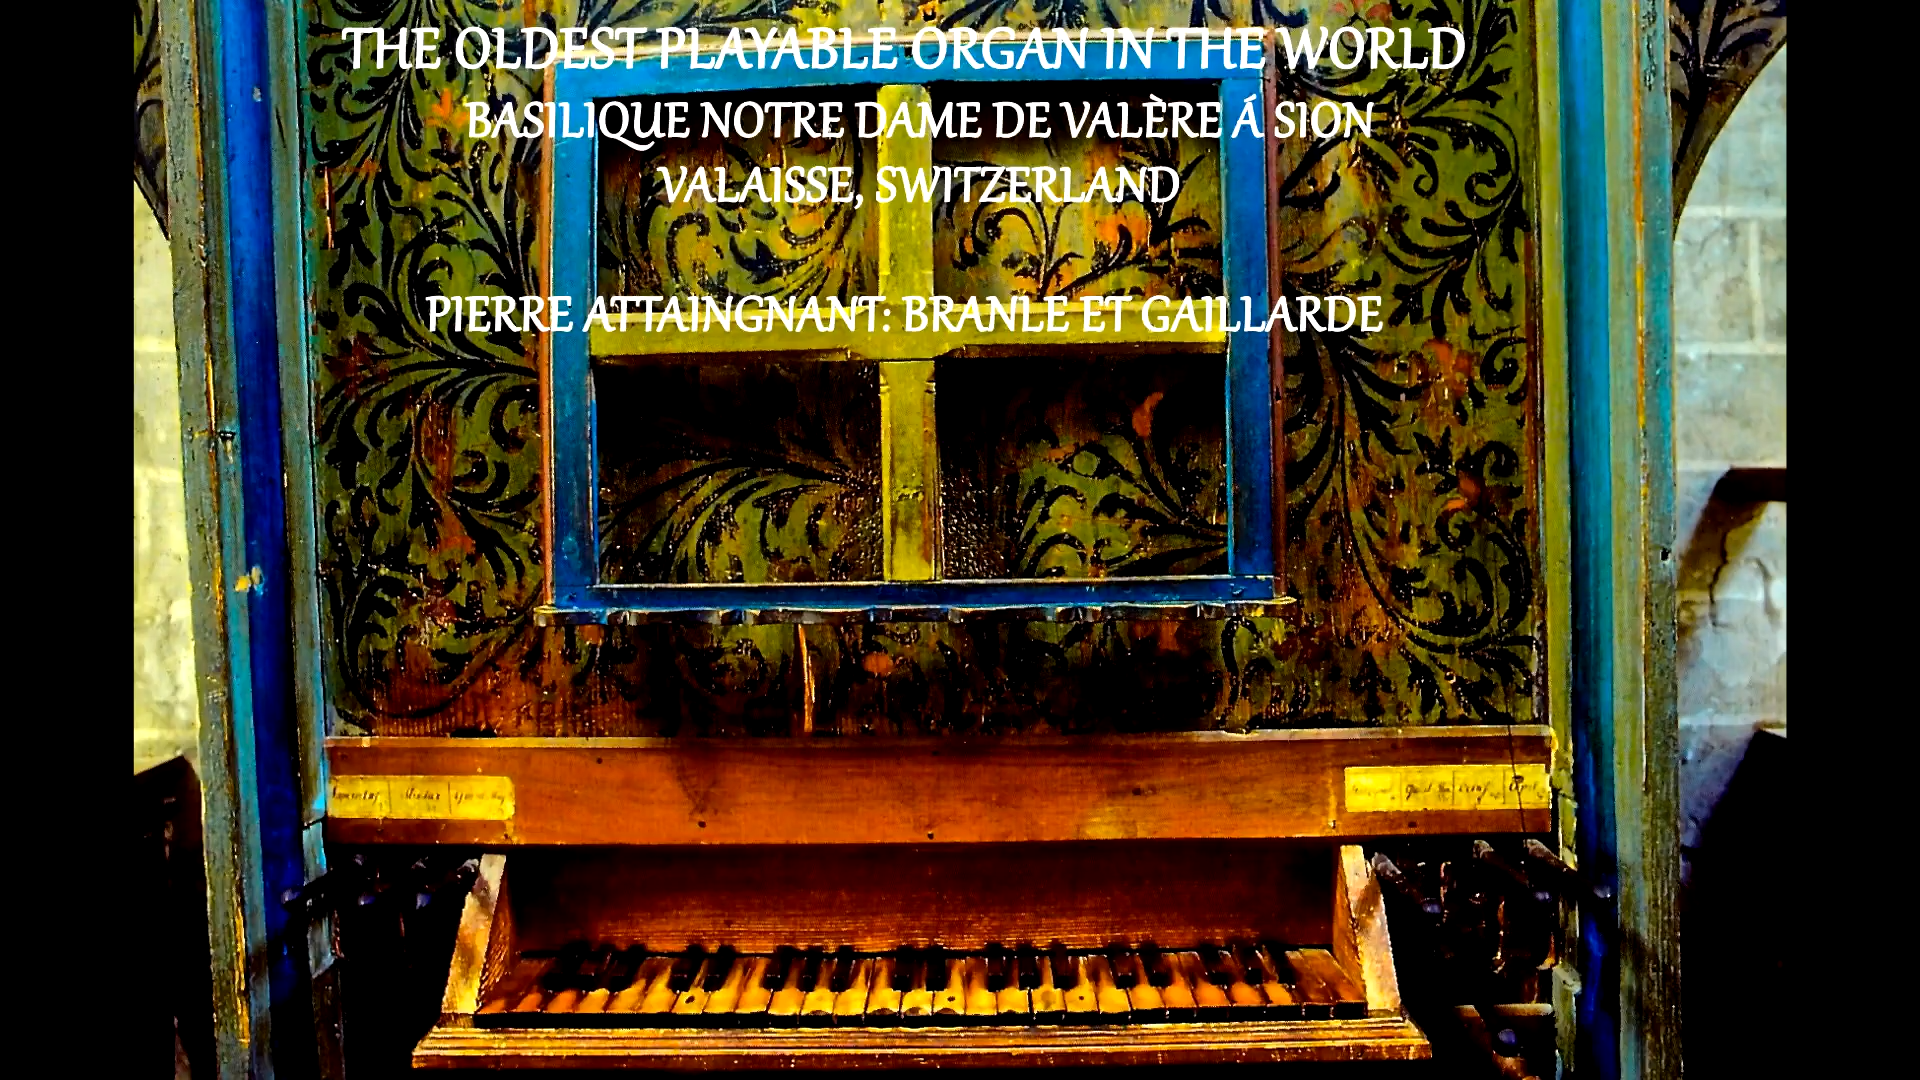 THE OLDEST PLAYABLE ORGAN IN THE WORLD
BASILIQUE NOTRE DAME DE VALÈRE Á SION
VALAISSE, SWITZERLAND
PIERRE ATTAINGNANT: BRANLE ET GAILLARDE